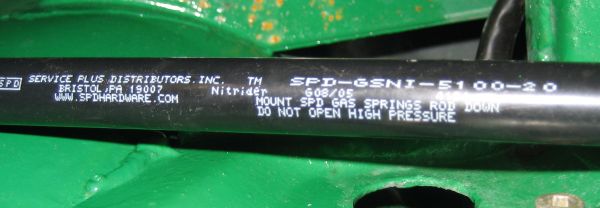 SPD
SERVICE PLUS DISTRIBUTORS, INC. TM
BRISTOL, PA 19007 Nitrider
WWW.SPDHARDWARE.COM
SPD-GSNI-5100-20
G08/05
MOUNT SPD GAS SPRINGS ROD DOWN
DO NOT OPEN HIGH PRESSURE